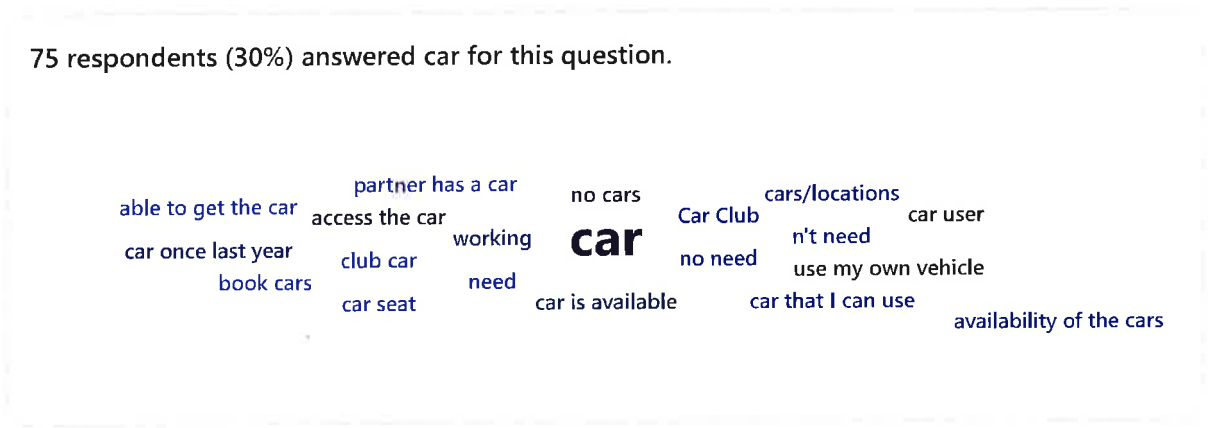 75 respondents (30%) answered car for this question.
partner has a car
able to get the car
access the car
no cars
cars/locations
Car Club
car user
car once last year
working
car
n't need
club car
no need
use my own vehicle
book cars
need
car seat
car is available
car that I can use
availability of the cars